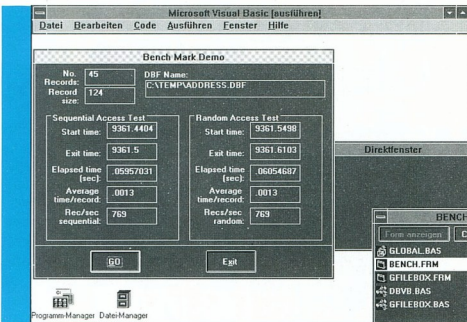 Microsoft Visual Basic [ausführen]
Datei Bearbeiten Code Ausführen Fenster Hilfe
Bench Mark Demo
No. Records: 45
DBF Name:
C:\TEMP\ADDRESS.DBF
Record size: 124
Sequential Access Test
Start time: 9361.4404
Exit time: 9361.5
Elapsed time (sec): .05957031
Average time/record: .0013
Rec/sec sequential: 769
Random Access Test
Start time: 9361.5498
Exit time: 9361.6103
Elapsed time (sec): .06054687
Average time/record: .0013
Recs/sec random: 769
GO
Exit
Direktfenster
BENCH
Form anzeigen
GLOBAL.BAS
BENCH.FRM
GFILEBOX.FRM
DBVB.BAS
GFILEBOX.BAS
Programm-Manager
Datei-Manager